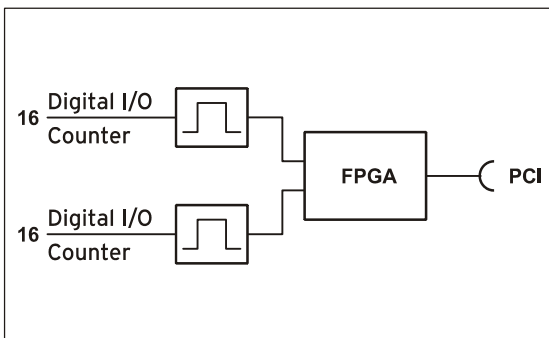 Digital I/O
16
Counter
FPGA
PCI
Digital I/O
16
Counter